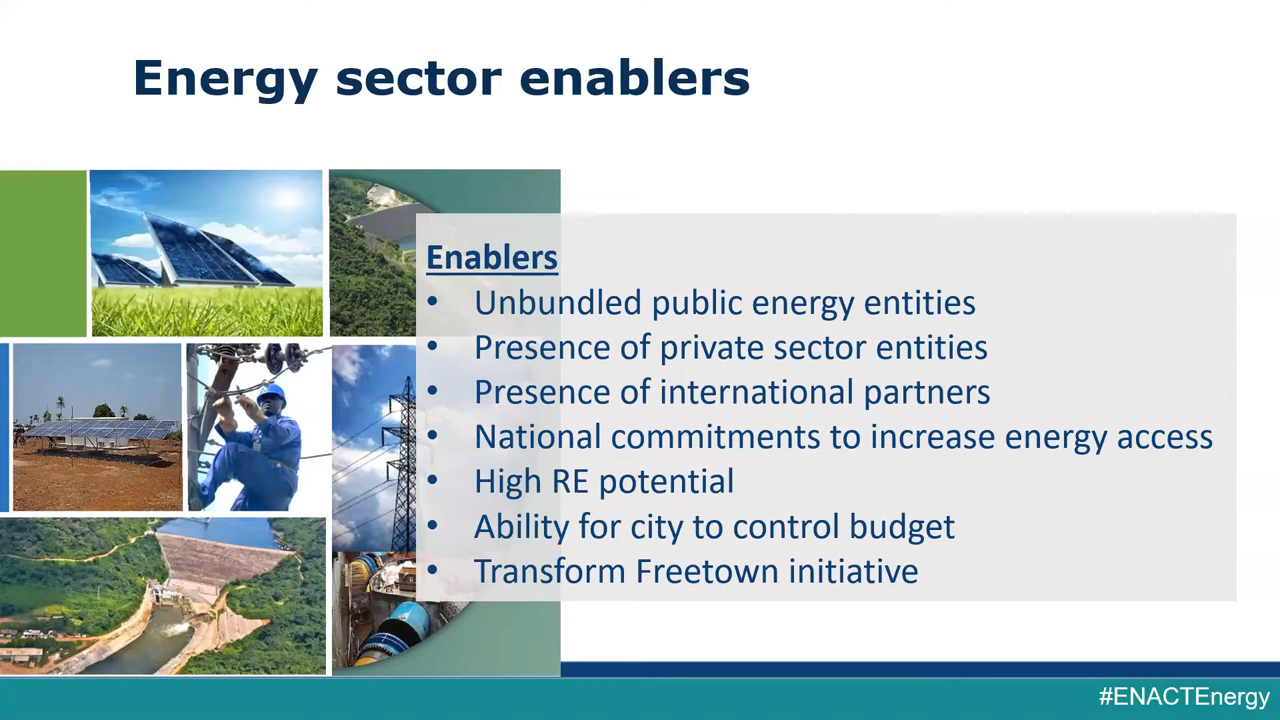 Energy sector enablers
Enablers
• Unbundled public energy entities
• Presence of private sector entities
• Presence of international partners
• National commitments to increase energy access
• High RE potential
• Ability for city to control budget
• Transform Freetown initiative
#ENACTEnergy